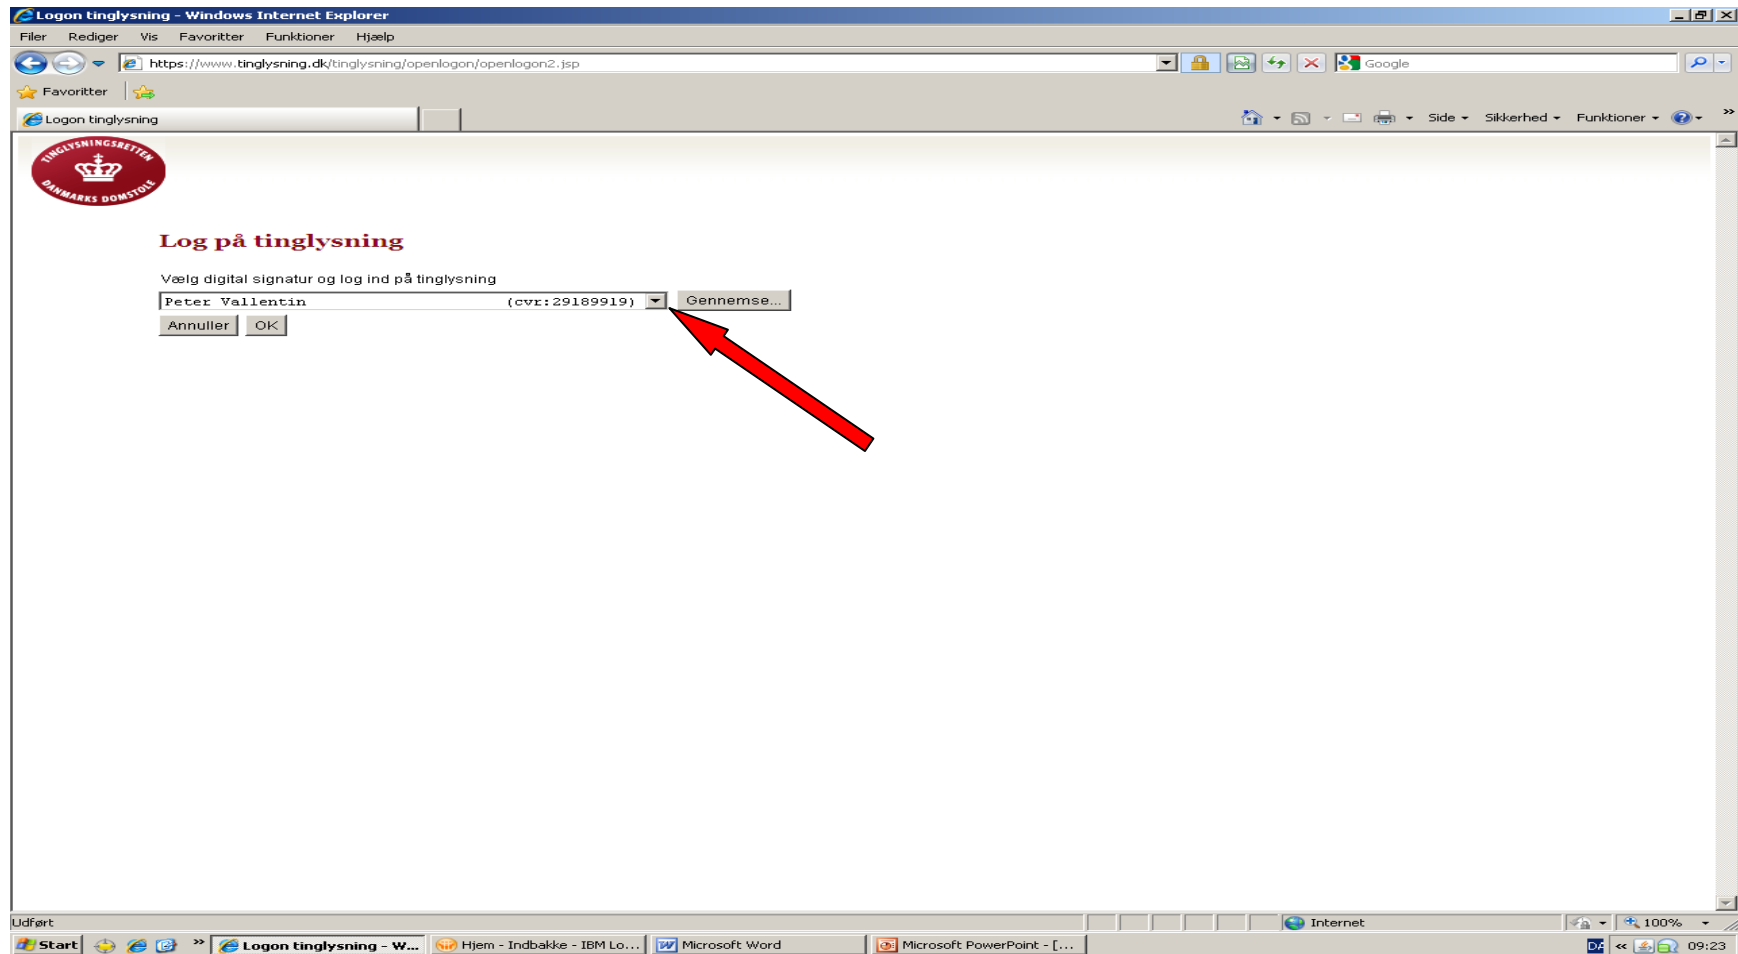 Logon tinglysning - Windows Internet Explorer
Filer Rediger Vis Favoritter Funktioner Hjælp
https://www.tinglysning.dk/tinglysning/openlogon/openlogon2.jsp Google
Favoritter
Logon tinglysning Side Sikkerhed Funktioner »
TINGLYSNINGSRETTEN
DANMARKS DOMSTOLE
Log på tinglysning
Vælg digital signatur og log ind på tinglysning
Peter Vallentin (cvr:29189919) Gennemse...
Annuller OK
Udført Internet 100%
Start » Logon tinglysning - W... Hjem - Indbakke - IBM Lo... Microsoft Word Microsoft PowerPoint - [... DA « 09:23